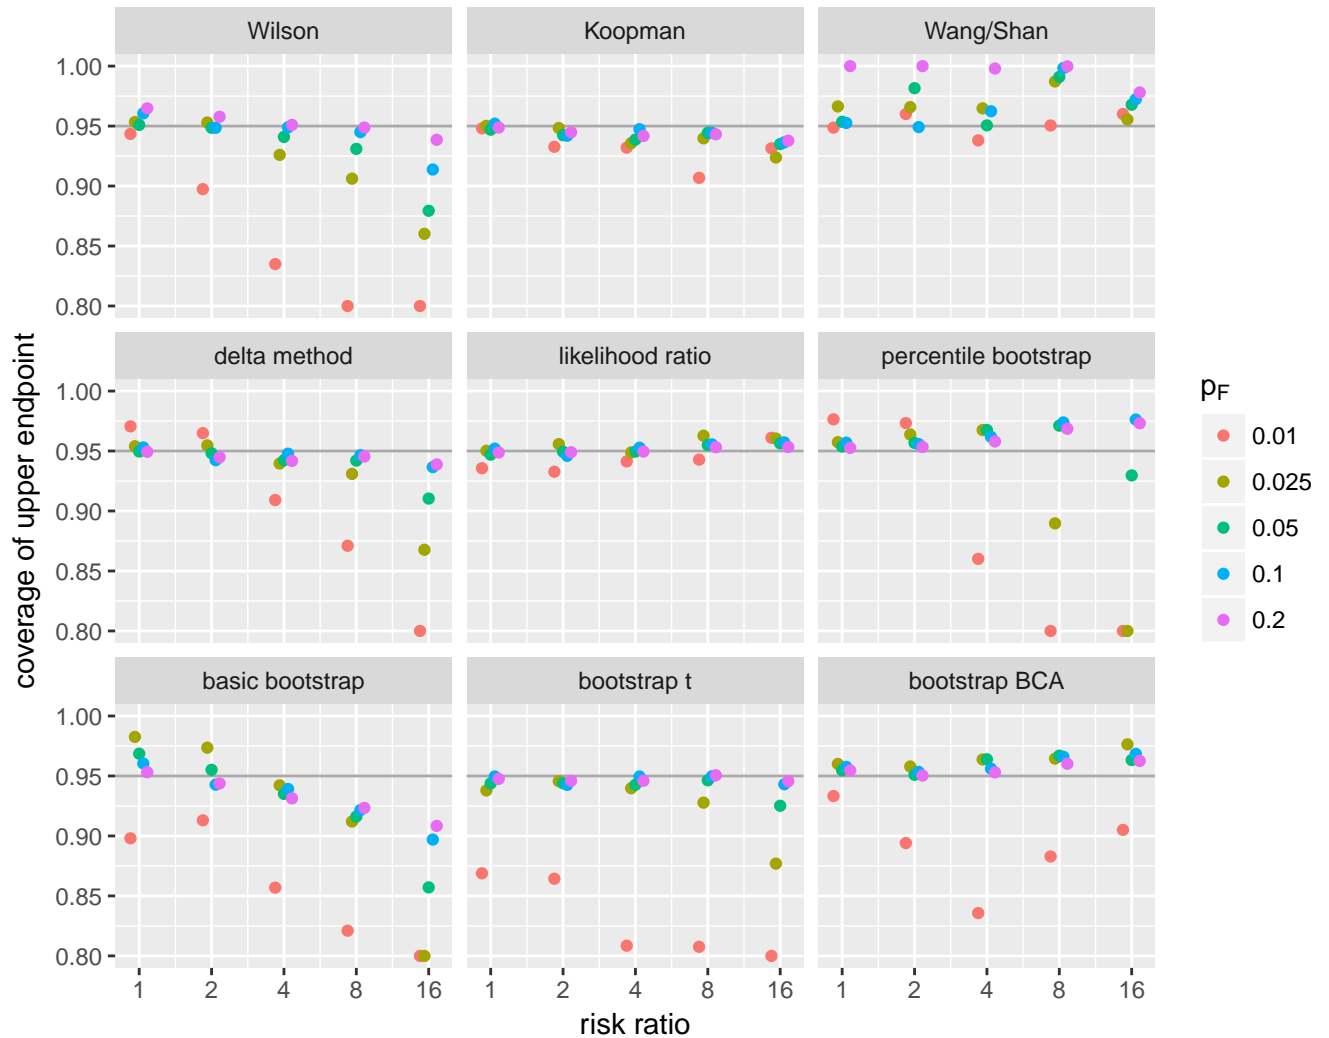 Wilson
Koopman
Wang/Shan
1.00
0.95
0.90
0.85
0.80
delta method
likelihood ratio
percentile bootstrap
1.00
0.95
0.90
0.85
0.80
basic bootstrap
bootstrap t
bootstrap BCA
1.00
0.95
0.90
0.85
0.80
1 2 4 8 16
1 2 4 8 16
1 2 4 8 16
risk ratio
coverage of upper endpoint
pF
0.01
0.025
0.05
0.1
0.2